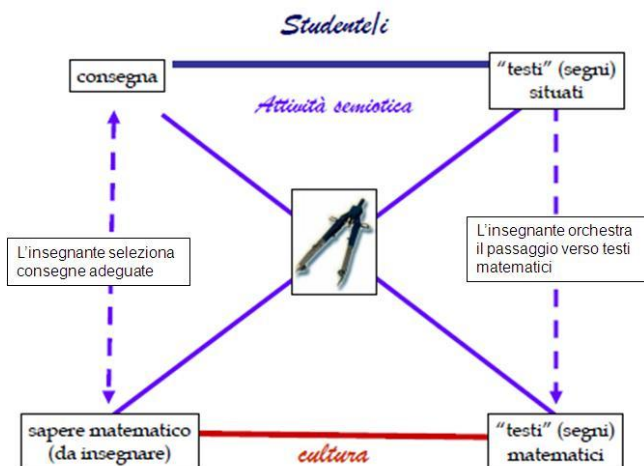 Studente/i
consegna
“testi” (segni)
situati
Attività semiotica
L'insegnante seleziona
consegne adeguate
L'insegnante orchestra
il passaggio verso testi
matematici
sapere matematico
(da insegnare)
cultura
“testi” (segni)
matematici